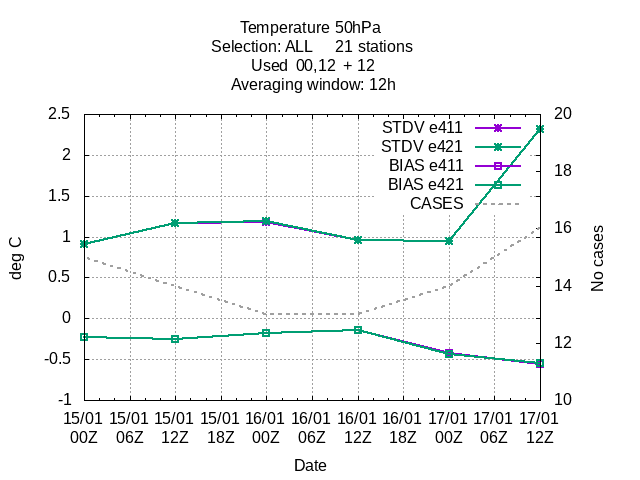 Temperature 50hPa
Selection: ALL 21 stations
Used 00,12 + 12
Averaging window: 12h
2.5
2
1.5
1
0.5
0
-0.5
-1
deg C
STDV e411
STDV e421
BIAS e411
BIAS e421
CASES
20
18
16
14
12
10
No cases
15/01 15/01 15/01 15/01 16/01 16/01 16/01 16/01 17/01 17/01 17/01
00Z 06Z 12Z 18Z 00Z 06Z 12Z 18Z 00Z 06Z 12Z
Date